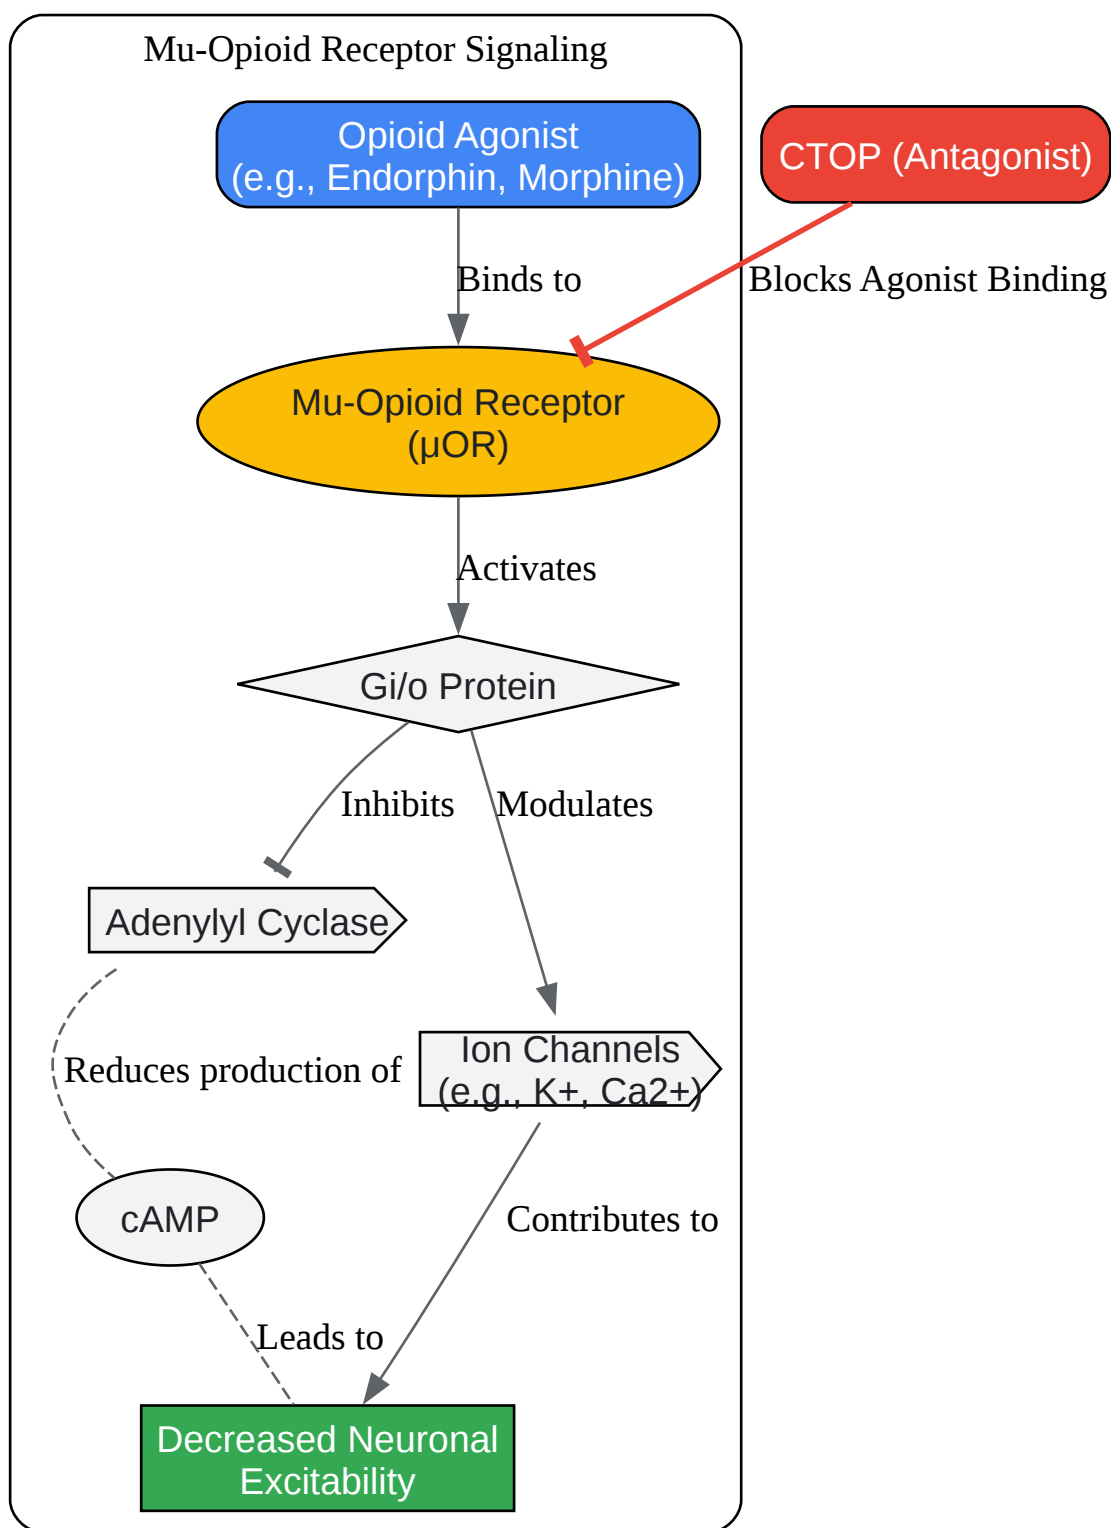 Mu-Opioid Receptor Signaling
Opioid Agonist
(e.g., Endorphin, Morphine)
CTOP (Antagonist)
Binds to
Blocks Agonist Binding
Mu-Opioid Receptor
(μOR)
Activates
Gi/o Protein
Inhibits
Modulates
Adenylyl Cyclase
Ion Channels
(e.g., K+, Ca2+)
Reduces production of
cAMP
Contributes to
Leads to
Decreased Neuronal
Excitability